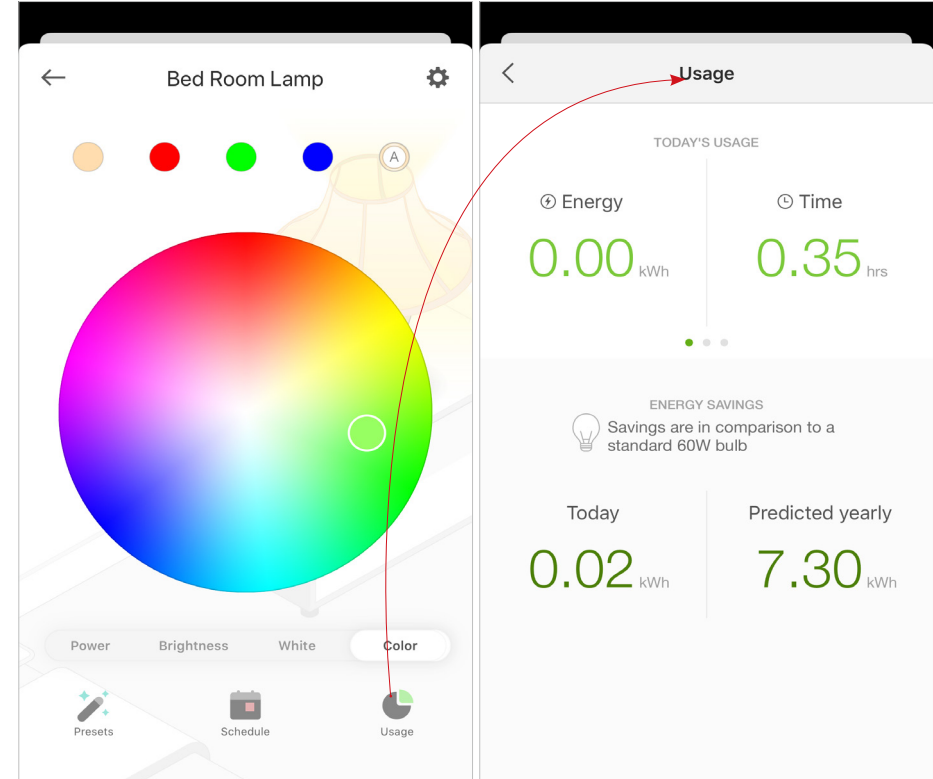 Bed Room Lamp
A
Power
Brightness
White
Color
Presets
Schedule
Usage
Usage
TODAY'S USAGE
Energy
Time
0.00 kWh
0.35 hrs
ENERGY SAVINGS
Savings are in comparison to a
standard 60W bulb
Today
Predicted yearly
0.02 kWh
7.30 kWh